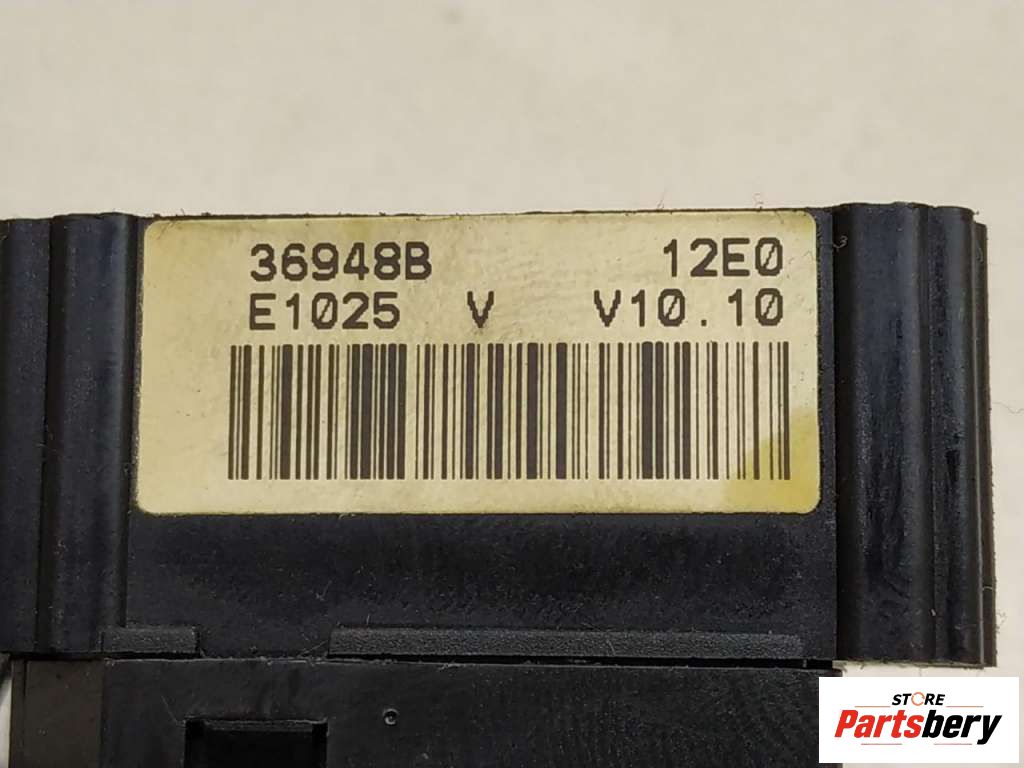 36948B 12E0
E1025 V V10.10
STORE
Partsbery